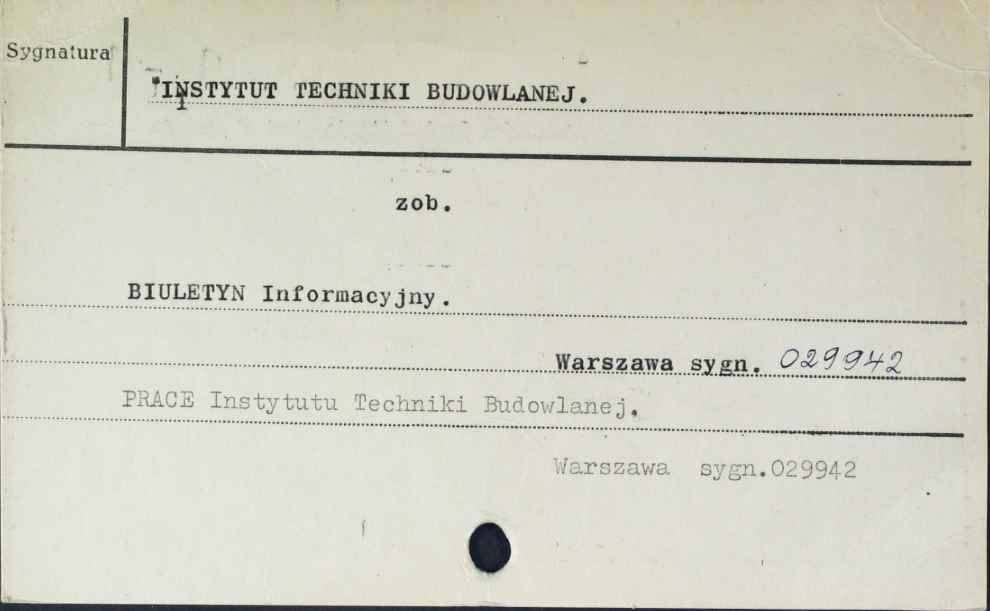 Sygnatura
INSTYTUT TECHNIKI BUDOWLANEJ.
zob.
BIULETYN Informacyjny.
Warszawa sygn. 029942
PRACE Instytutu Techniki Budowlanej.
Warszawa sygn.029942